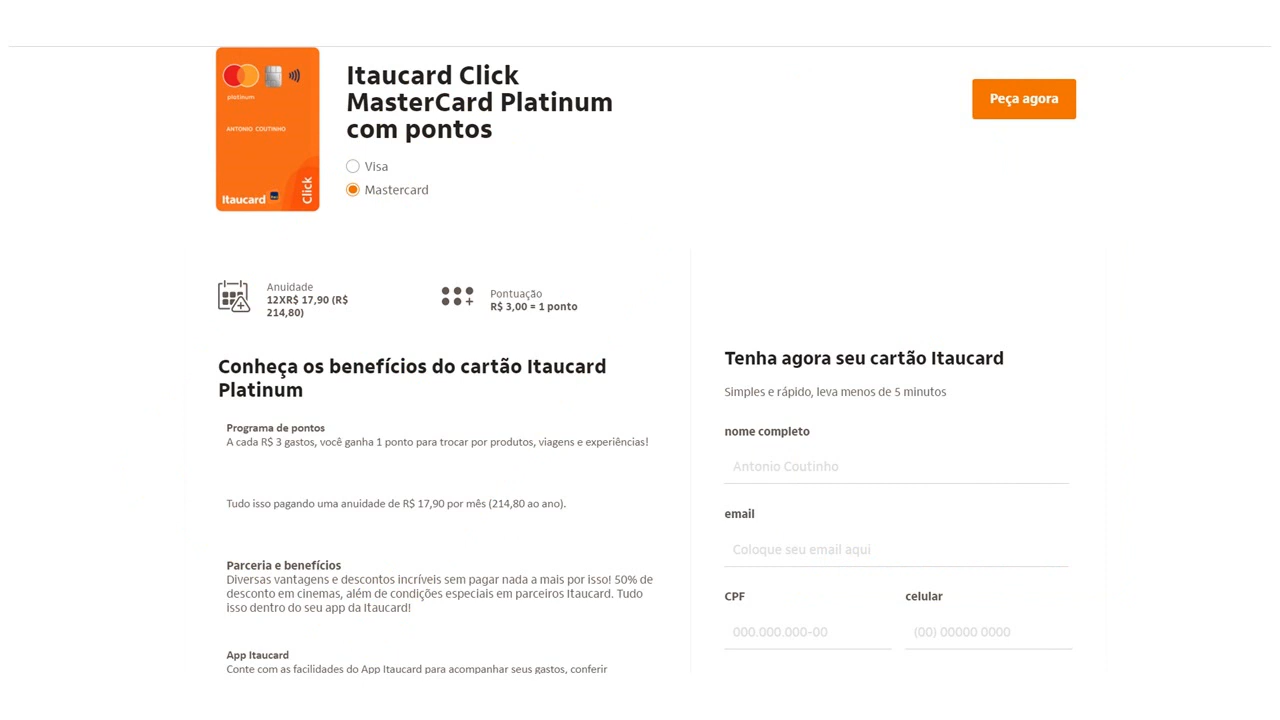 platinum
ANTONIO COUTINHO
Itaucard
Click
Itaucard Click
MasterCard Platinum
com pontos
Visa
Mastercard
Peça agora
Anuidade
12XR$ 17,90 (R$
214,80)
Pontuação
R$ 3,00 = 1 ponto
Conheça os benefícios do cartão Itaucard
Platinum
Programa de pontos
A cada R$ 3 gastos, você ganha 1 ponto para trocar por produtos, viagens e experiências!
Tudo isso pagando uma anuidade de R$ 17,90 por mês (214,80 ao ano).
Parceria e benefícios
Diversas vantagens e descontos incríveis sem pagar nada a mais por isso! 50% de
desconto em cinemas, além de condições especiais em parceiros Itaucard. Tudo
isso dentro do seu app da Itaucard!
App Itaucard
Conte com as facilidades do App Itaucard para acompanhar seus gastos, conferir
Tenha agora seu cartão Itaucard
Simples e rápido, leva menos de 5 minutos
nome completo
Antonio Coutinho
email
Coloque seu email aqui
CPF
celular
000.000.000-00
(00) 00000 0000